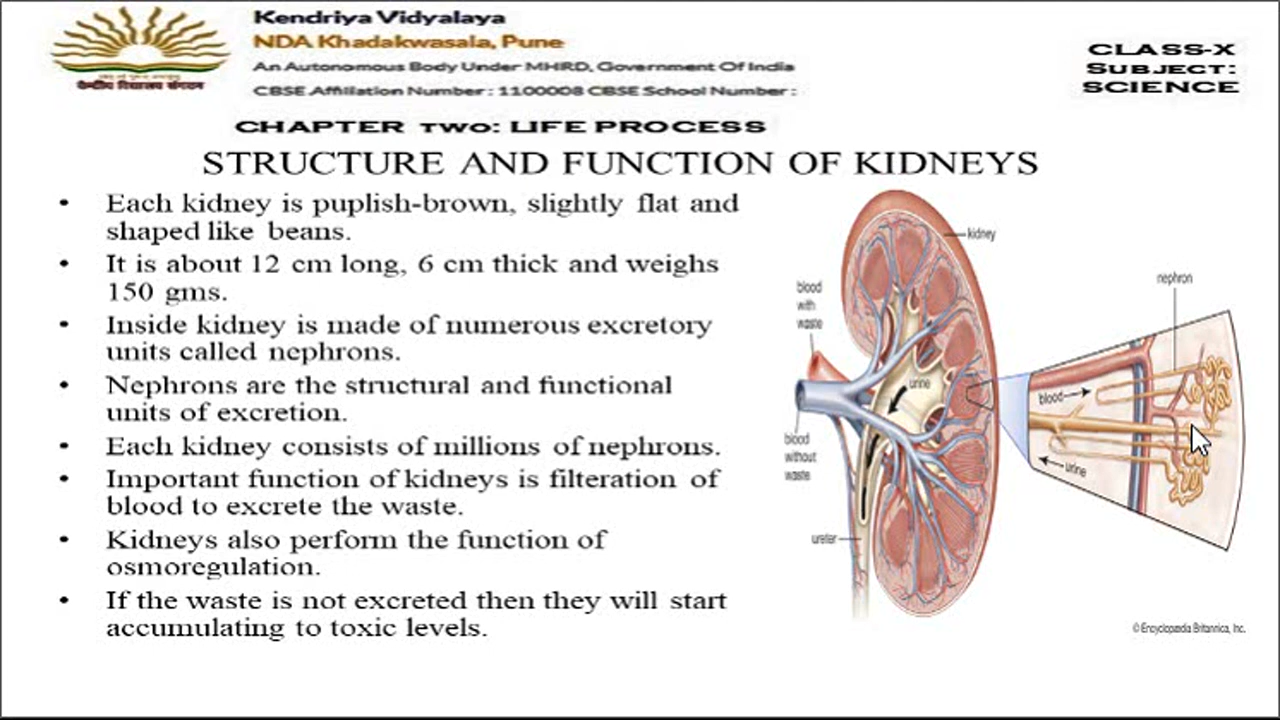 Kendriya Vidyalaya
NDA Khadakwasala, Pune
An Autonomous Body Under MHRD, Government Of India
CBSE Affiliation Number : 1100008 CBSE School Number :
केन्द्रीय विद्यालय संगठन
CLASS-X
SUBJECT:
SCIENCE
CHAPTER TWO: LIFE PROCESS
STRUCTURE AND FUNCTION OF KIDNEYS
• Each kidney is puplish-brown, slightly flat and
shaped like beans.
• It is about 12 cm long, 6 cm thick and weighs
150 gms.
• Inside kidney is made of numerous excretory
units called nephrons.
• Nephrons are the structural and functional
units of excretion.
• Each kidney consists of millions of nephrons.
• Important function of kidneys is filteration of
blood to excrete the waste.
• Kidneys also perform the function of
osmoregulation.
• If the waste is not excreted then they will start
accumulating to toxic levels.
kidney
blood
with
waste
nephron
urine
blood
blood
without
waste
urine
ureter
© Encyclopædia Britannica, Inc.